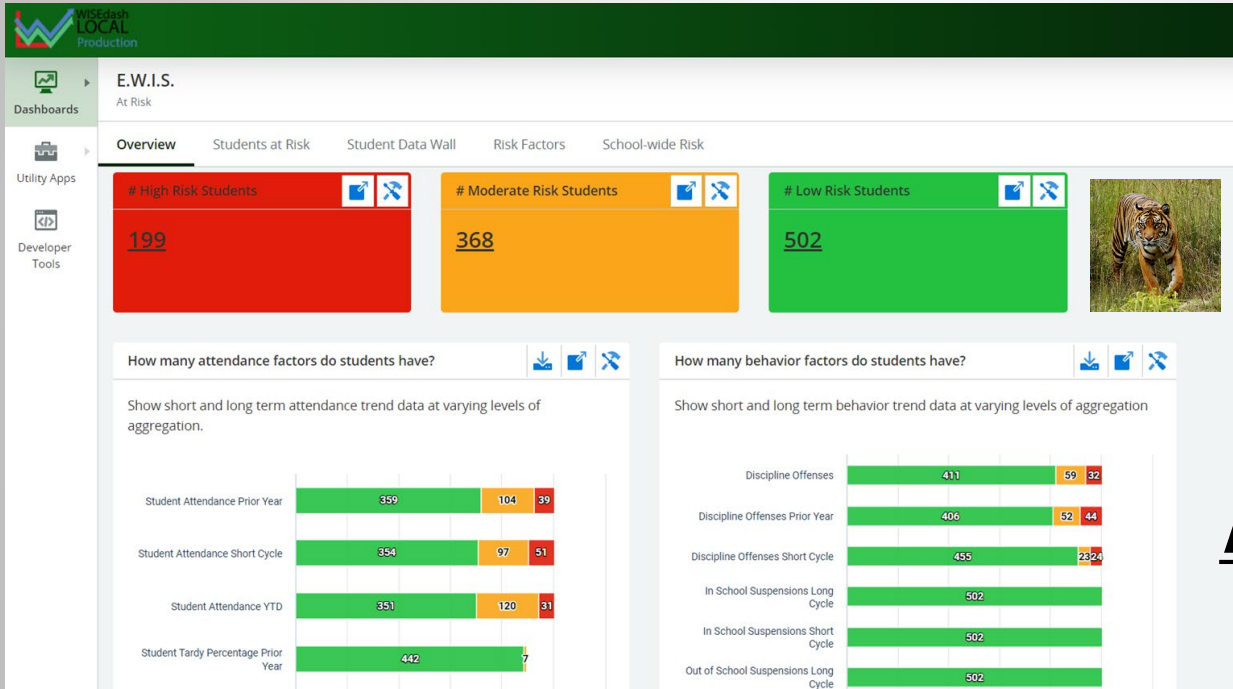 WISEdash
LOCAL
Production
Dashboards
Utility Apps
Developer
Tools
E.W.I.S.
At Risk
Overview Students at Risk Student Data Wall Risk Factors School-wide Risk
# High Risk Students
199
# Moderate Risk Students
368
# Low Risk Students
502
How many attendance factors do students have?
Show short and long term attendance trend data at varying levels of
aggregation.
Student Attendance Prior Year 359 104 39
Student Attendance Short Cycle 354 97 51
Student Attendance YTD 351 120 31
Student Tardy Percentage Prior
Year
442 7
How many behavior factors do students have?
Show short and long term behavior trend data at varying levels of aggregation
Discipline Offenses 411 59 32
Discipline Offenses Prior Year 406 52 44
Discipline Offenses Short Cycle 455 23 24
In School Suspensions Long
Cycle
502
In School Suspensions Short
Cycle
502
Out of School Suspensions Long
Cycle
502